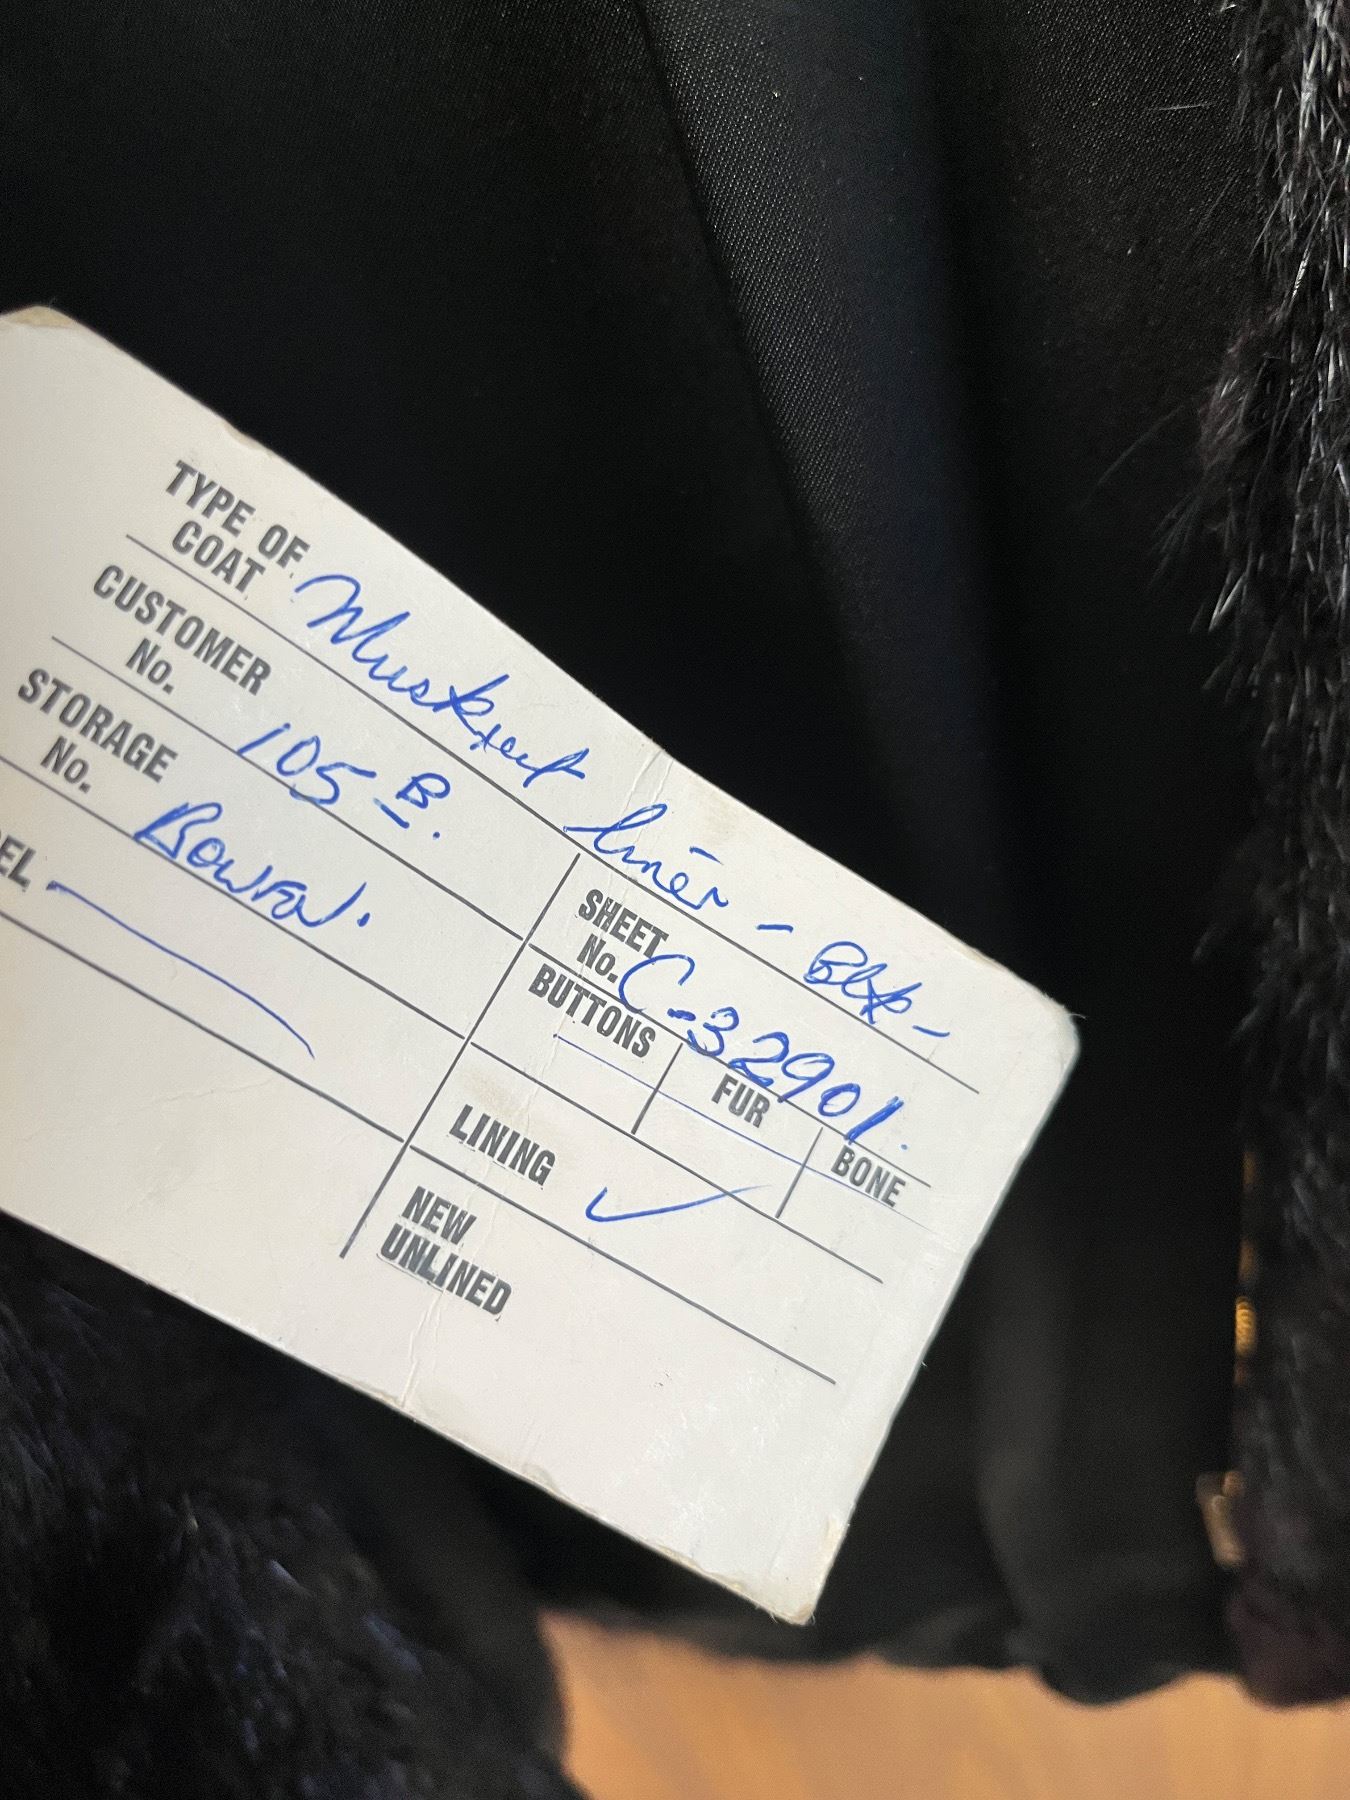 TYPE OF
COAT Muskrat liner - Blk -
CUSTOMER
No. 105-B.
SHEET
No. C-32901.
STORAGE
No. Bowen.
BUTTONS
FUR
BONE
EL
LINING ✓
NEW
UNLINED